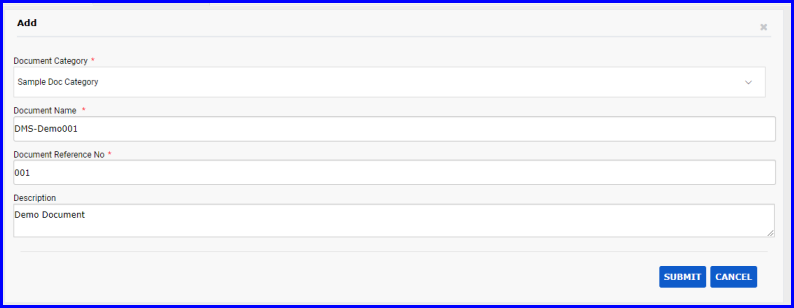 Add
Document Category *
Sample Doc Category
Document Name *
DMS-Demo001
Document Reference No *
001
Description
Demo Document
SUBMIT CANCEL